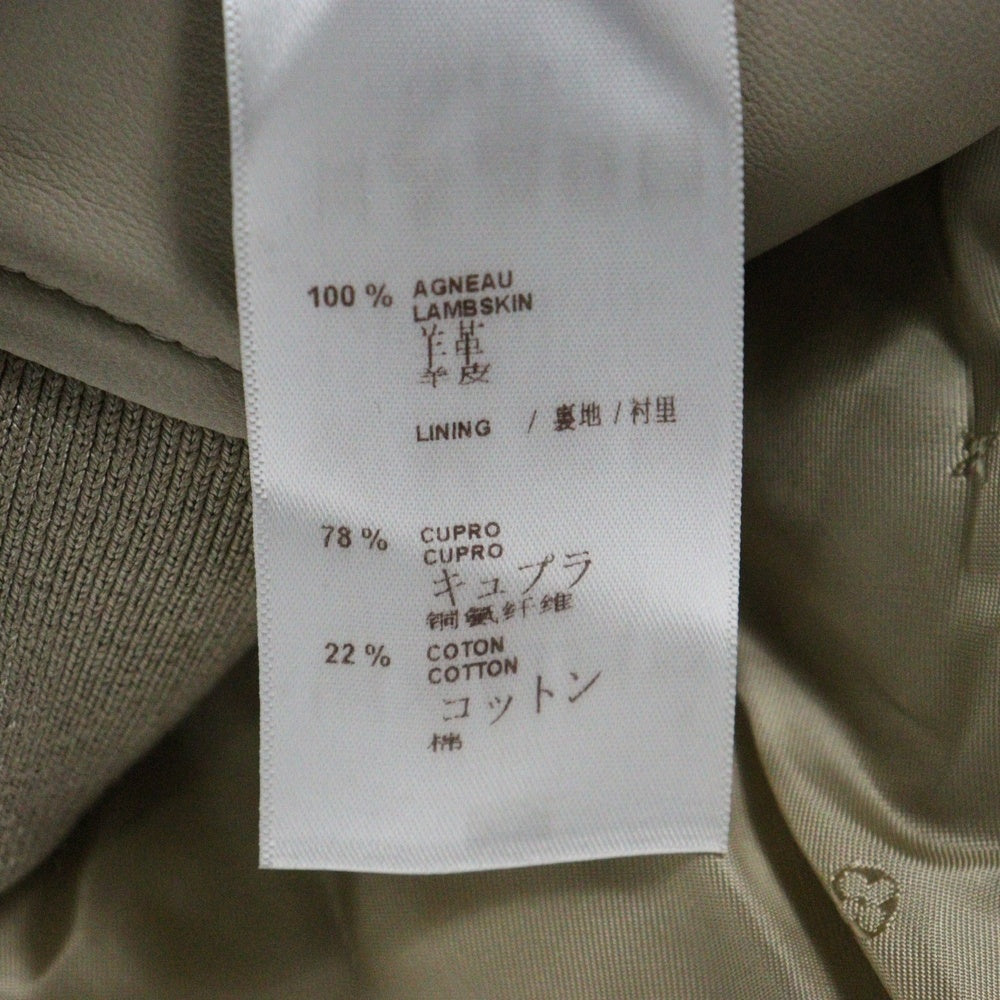 100 % AGNEAU
LAMBSKIN
羊革
羊皮
LINING / 裏地 / 衬里
78 % CUPRO
CUPRO
キュプラ
铜氨纤维
22 % COTON
COTTON
コットン
棉